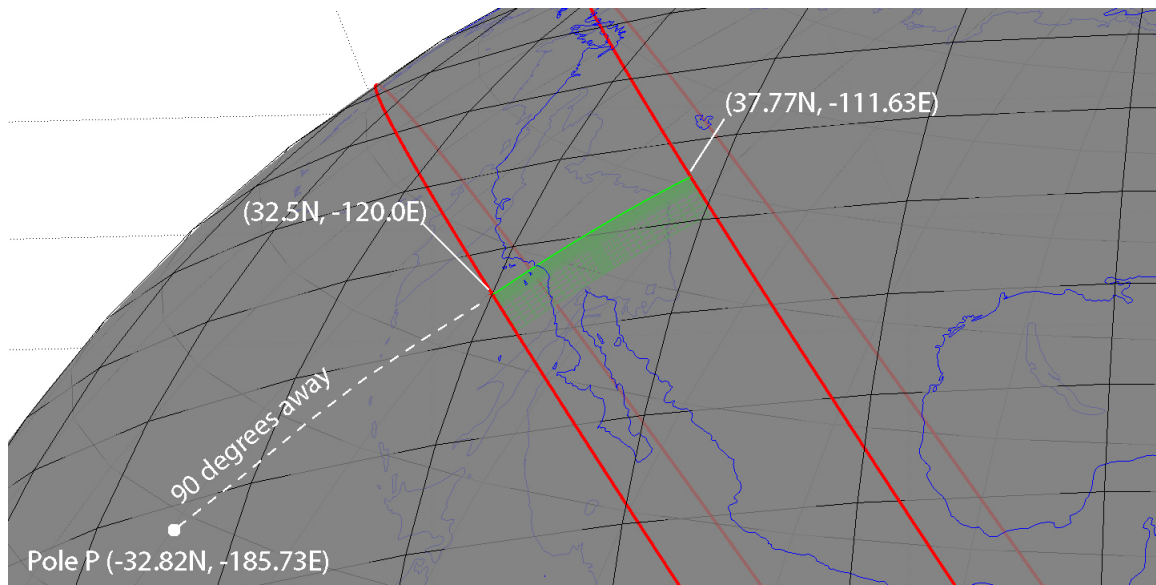 (37.77N, -111.63E)
(32.5N, -120.0E)
90 degrees away
Pole P (-32.82N, -185.73E)